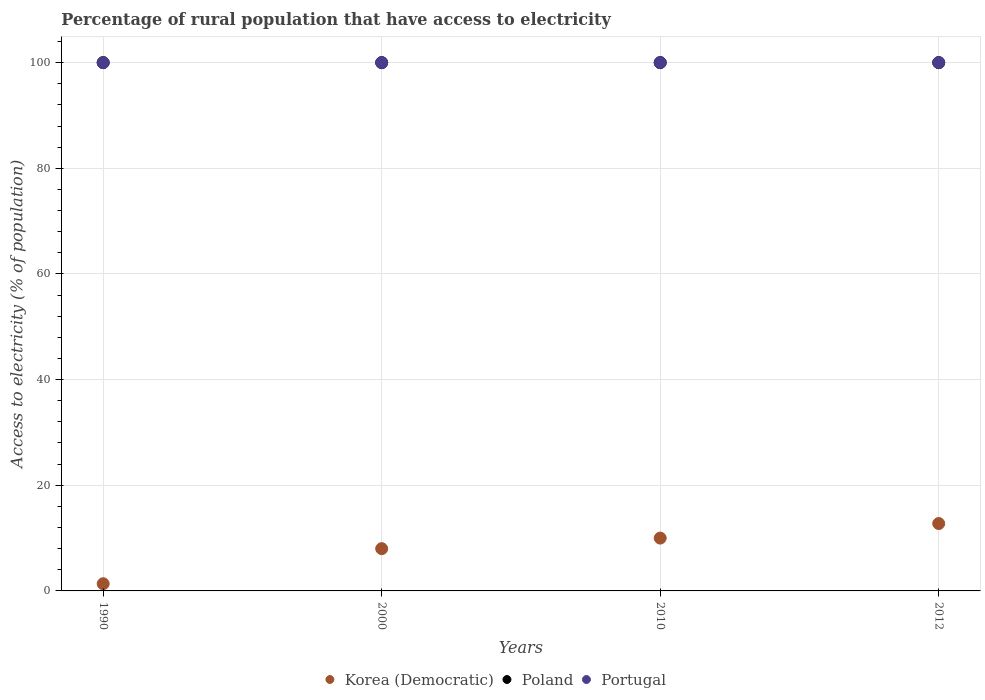 Percentage of rural population that have access to electricity
Access to electricity (% of population)
100
80
60
40
20
0
1990
2000
2010
2012
Years
Korea (Democratic)
Poland
Portugal